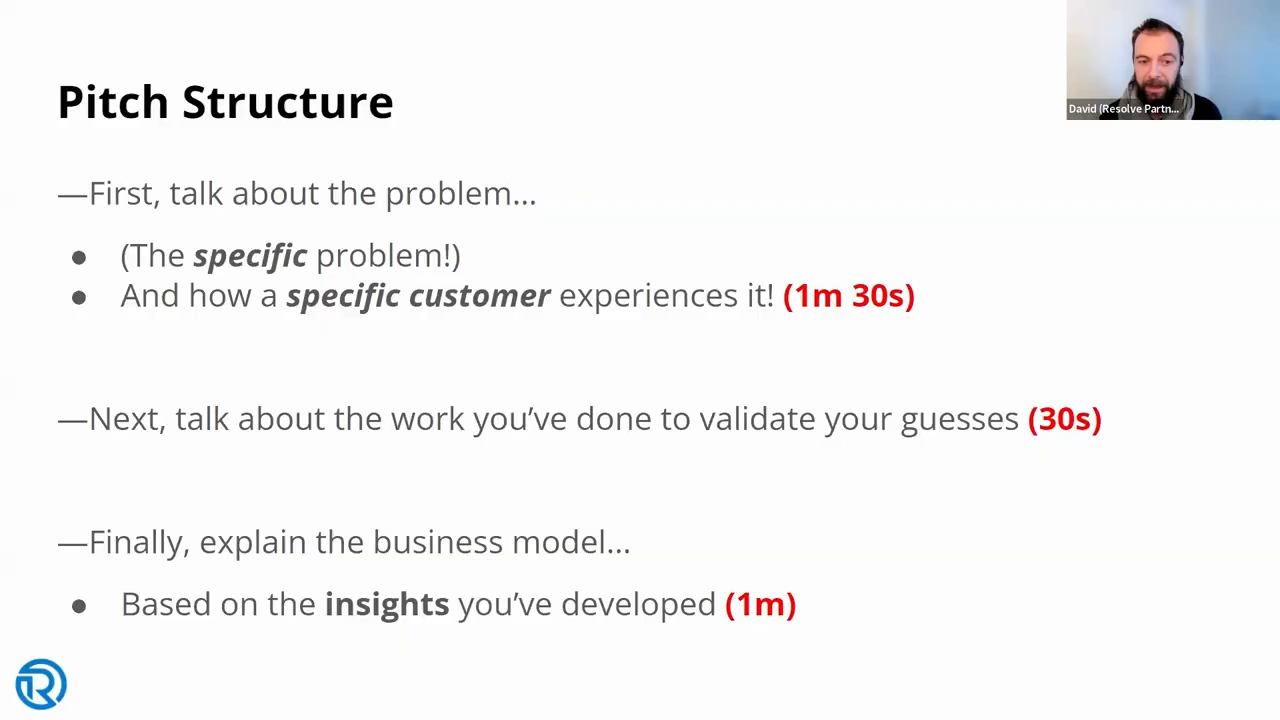 Pitch Structure
David (Resolve Partn...
—First, talk about the problem...
● (The specific problem!)
● And how a specific customer experiences it! (1m 30s)
—Next, talk about the work you’ve done to validate your guesses (30s)
—Finally, explain the business model...
● Based on the insights you’ve developed (1m)
R